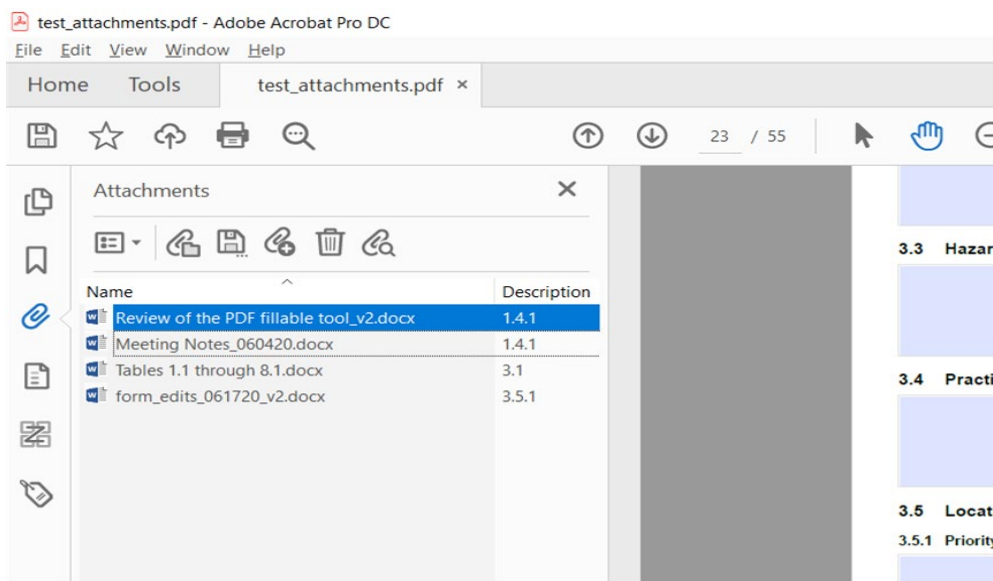 test_attachments.pdf - Adobe Acrobat Pro DC
File Edit View Window Help
Home Tools test_attachments.pdf ×
23 / 55
Attachments
Name Description
Review of the PDF fillable tool_v2.docx 1.4.1
Meeting Notes_060420.docx 1.4.1
Tables 1.1 through 8.1.docx 3.1
form_edits_061720_v2.docx 3.5.1
3.3 Hazar
3.4 Practi
3.5 Locat
3.5.1 Priority